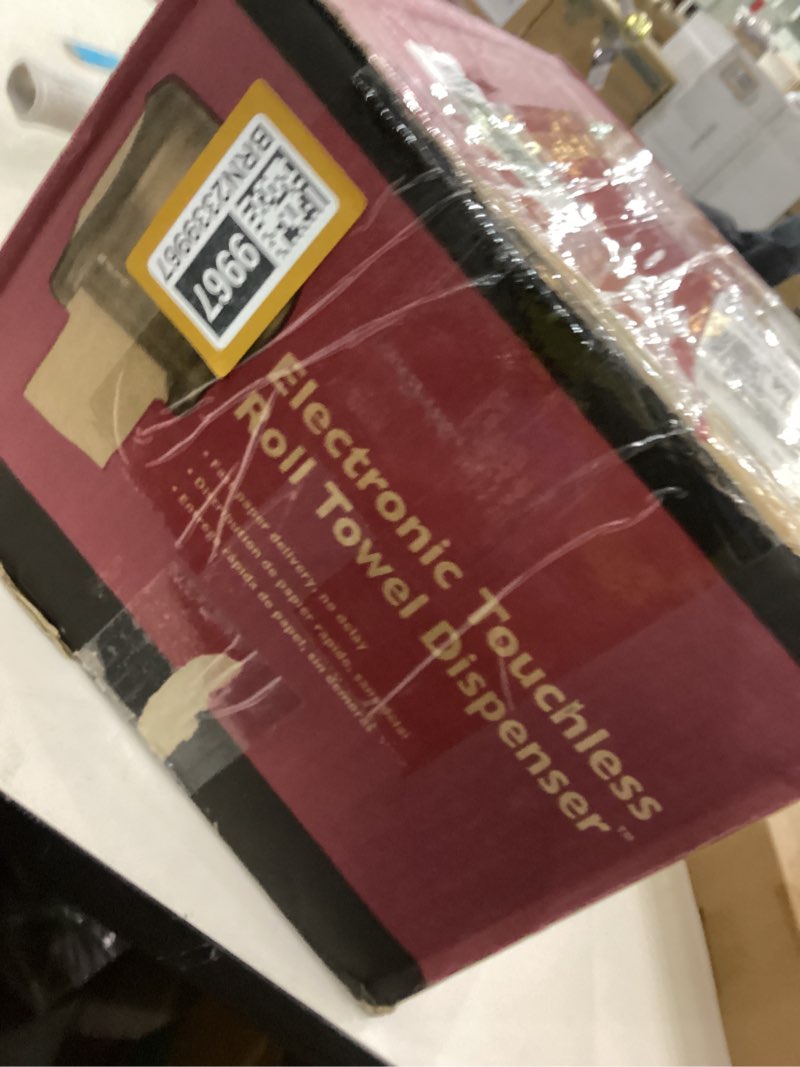 BRN2339967
9967
Electronic Touchless
Roll Towel Dispenser™
• Fast paper delivery, no delay
• Distribution de papier rapide, sans délai
• Entrega rápida de papel, sin demoras